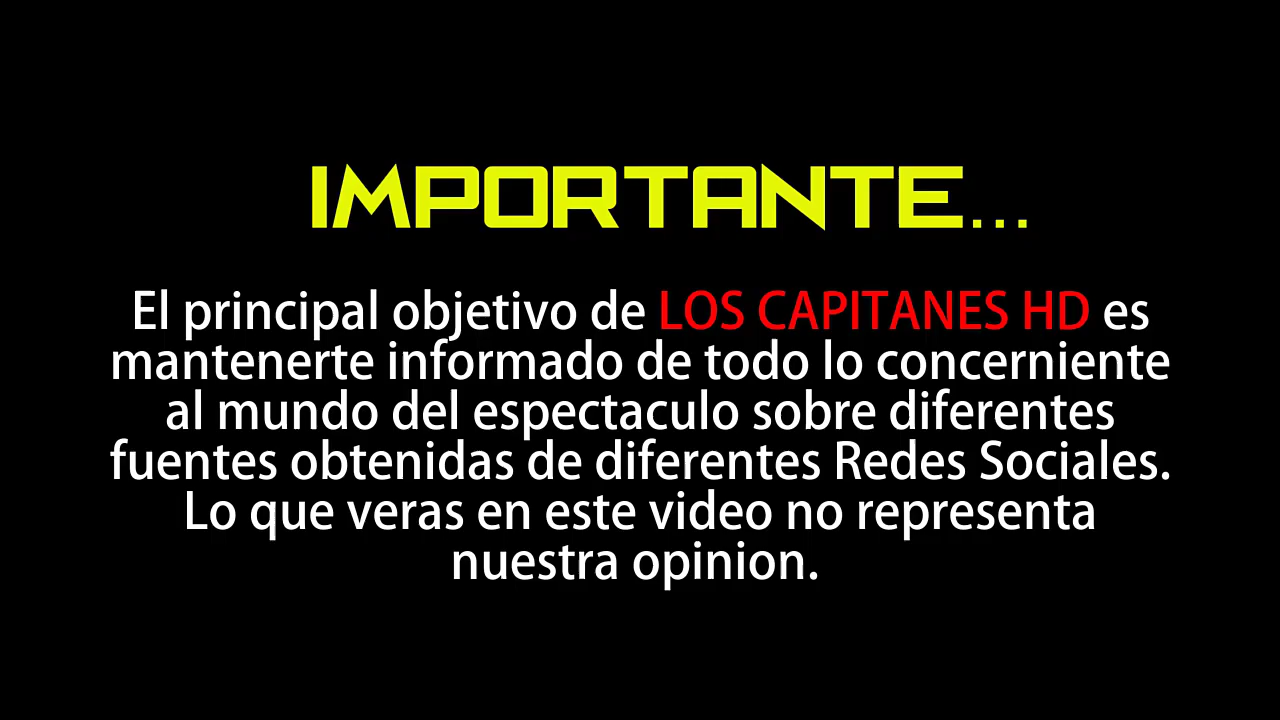 IMPORTANTE...
El principal objetivo de LOS CAPITANES HD es
mantenerte informado de todo lo concerniente
al mundo del espectaculo sobre diferentes
fuentes obtenidas de diferentes Redes Sociales.
Lo que veras en este video no representa
nuestra opinion.